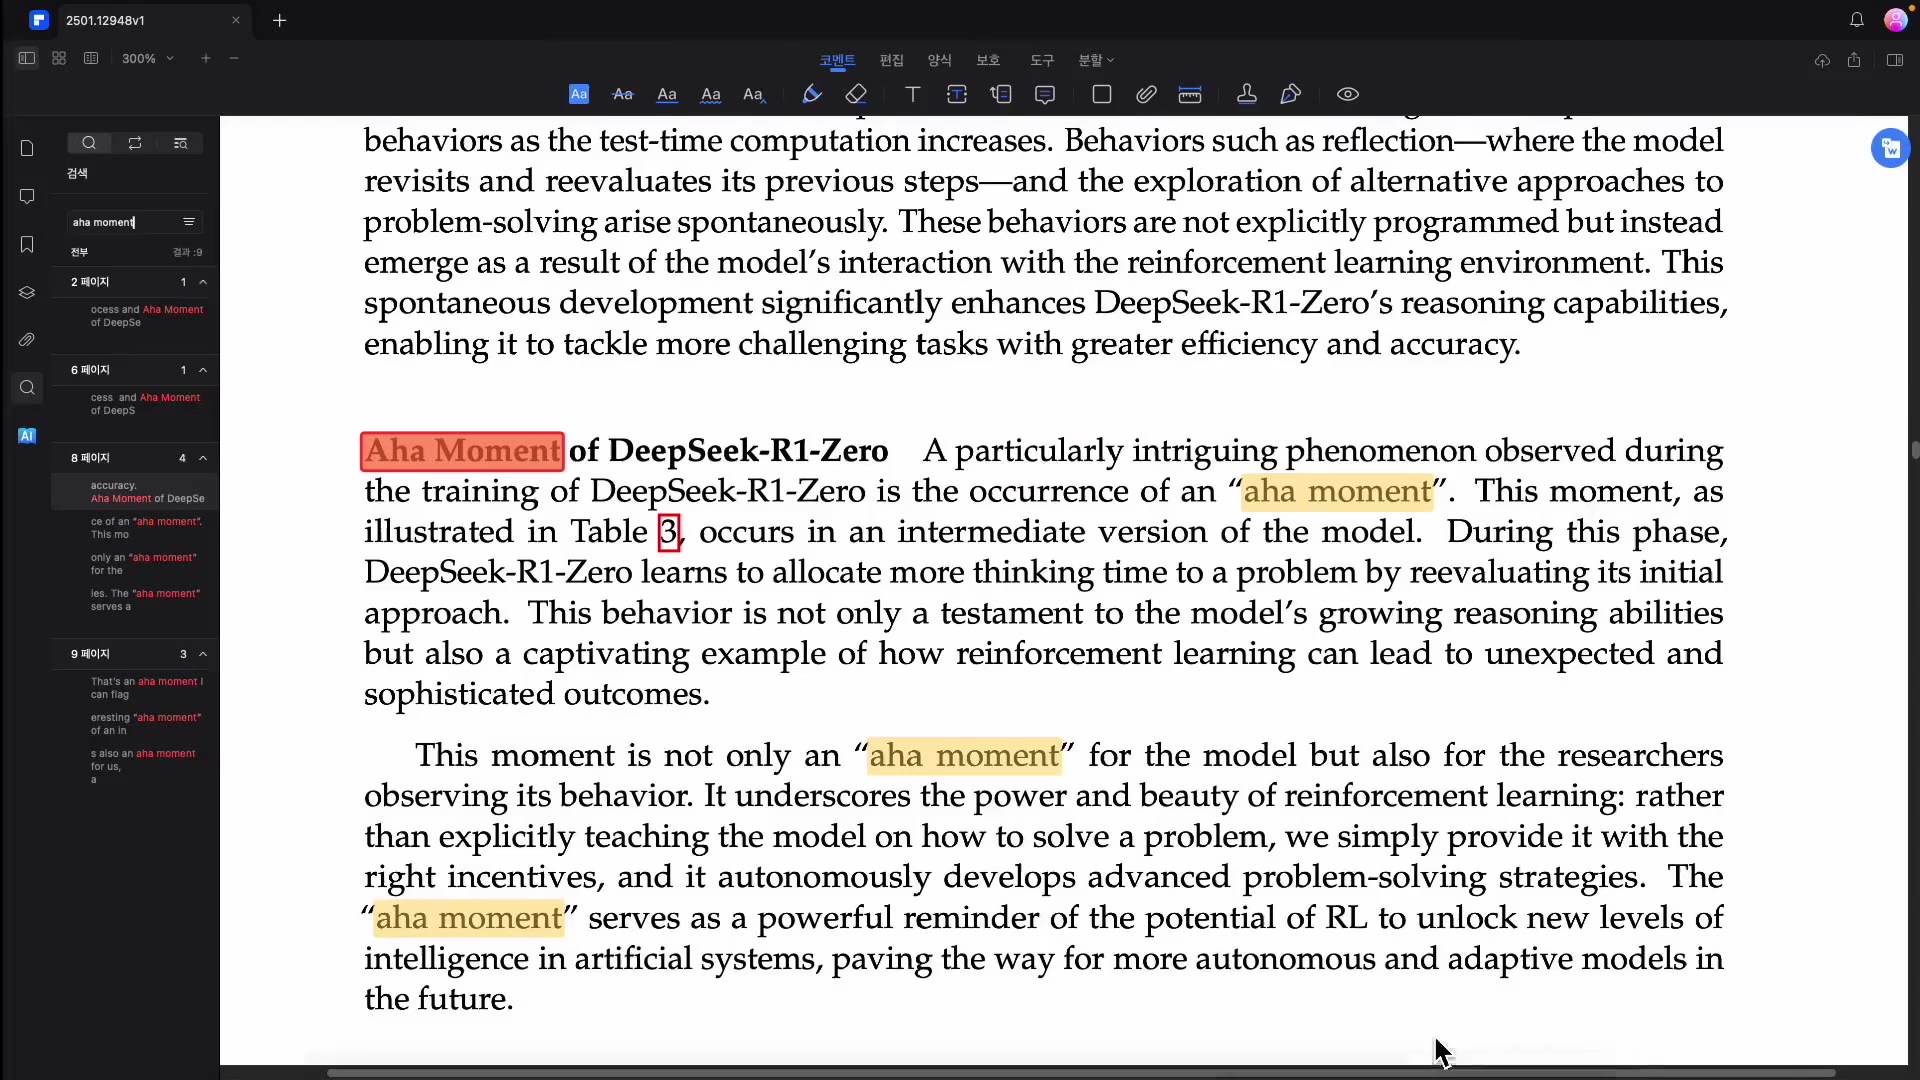 2501.12948v1
300%
코멘트 편집 양식 보호 도구 분할
검색
aha moment
전부 결과 :9
2 페이지 1
ocess and Aha Moment
of DeepSe
6 페이지 1
cess and Aha Moment
of DeepS
8 페이지 4
accuracy.
Aha Moment of DeepSe
ce of an “aha moment”.
This mo
only an “aha moment”
for the
ies. The “aha moment”
serves a
9 페이지 3
That's an aha moment I
can flag
eresting “aha moment”
of an in
s also an aha moment
for us,
a
behaviors as the test-time computation increases. Behaviors such as reflection—where the model
revisits and reevaluates its previous steps—and the exploration of alternative approaches to
problem-solving arise spontaneously. These behaviors are not explicitly programmed but instead
emerge as a result of the model’s interaction with the reinforcement learning environment. This
spontaneous development significantly enhances DeepSeek-R1-Zero’s reasoning capabilities,
enabling it to tackle more challenging tasks with greater efficiency and accuracy.
Aha Moment of DeepSeek-R1-Zero A particularly intriguing phenomenon observed during
the training of DeepSeek-R1-Zero is the occurrence of an “aha moment”. This moment, as
illustrated in Table 3, occurs in an intermediate version of the model. During this phase,
DeepSeek-R1-Zero learns to allocate more thinking time to a problem by reevaluating its initial
approach. This behavior is not only a testament to the model’s growing reasoning abilities
but also a captivating example of how reinforcement learning can lead to unexpected and
sophisticated outcomes.
This moment is not only an “aha moment” for the model but also for the researchers
observing its behavior. It underscores the power and beauty of reinforcement learning: rather
than explicitly teaching the model on how to solve a problem, we simply provide it with the
right incentives, and it autonomously develops advanced problem-solving strategies. The
“aha moment” serves as a powerful reminder of the potential of RL to unlock new levels of
intelligence in artificial systems, paving the way for more autonomous and adaptive models in
the future.